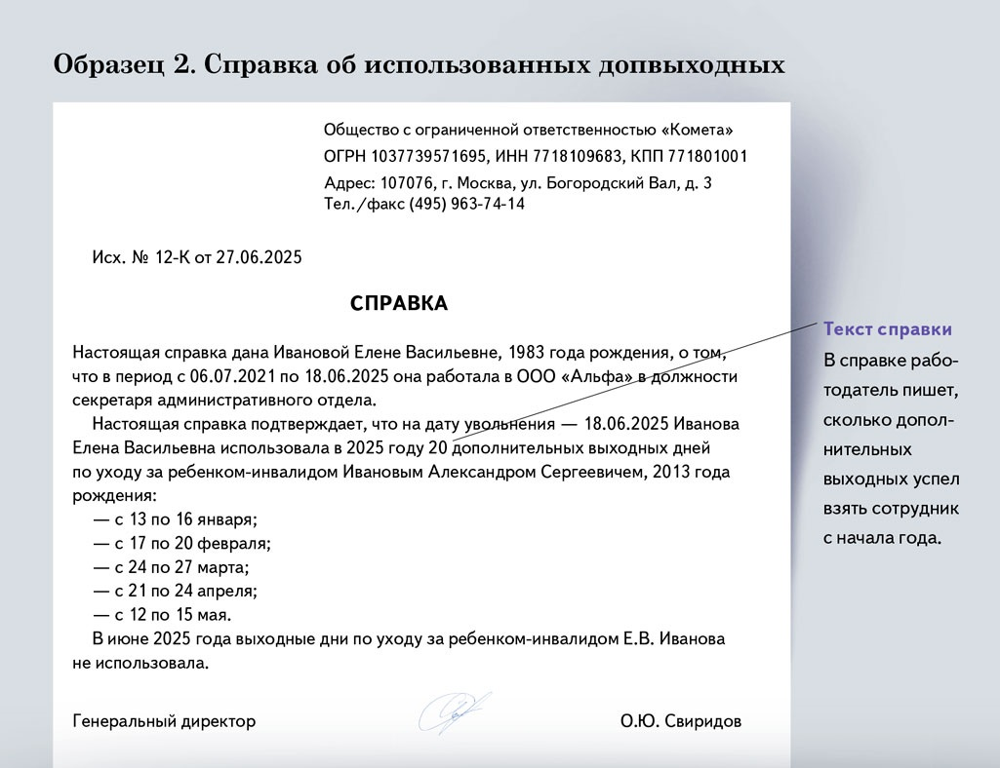 Образец 2. Справка об использованных допвыходных
Общество с ограниченной ответственностью «Комета»
ОГРН 1037739571695, ИНН 7718109683, КПП 771801001
Адрес: 107076, г. Москва, ул. Богородский Вал, д. 3
Тел./факс (495) 963-74-14
Исх. № 12-К от 27.06.2025
СПРАВКА
Настоящая справка дана Ивановой Елене Васильевне, 1983 года рождения, о том,
что в период с 06.07.2021 по 18.06.2025 она работала в ООО «Альфа» в должности
секретаря административного отдела.
Настоящая справка подтверждает, что на дату увольнения — 18.06.2025 Иванова
Елена Васильевна использовала в 2025 году 20 дополнительных выходных дней
по уходу за ребенком-инвалидом Ивановым Александром Сергеевичем, 2013 года
рождения:
— с 13 по 16 января;
— с 17 по 20 февраля;
— с 24 по 27 марта;
— с 21 по 24 апреля;
— с 12 по 15 мая.
В июне 2025 года выходные дни по уходу за ребенком-инвалидом Е.В. Иванова
не использовала.
Генеральный директор О.Ю. Свиридов
Текст справки
В справке рабо-
тодатель пишет,
сколько допол-
нительных
выходных успел
взять сотрудник
с начала года.